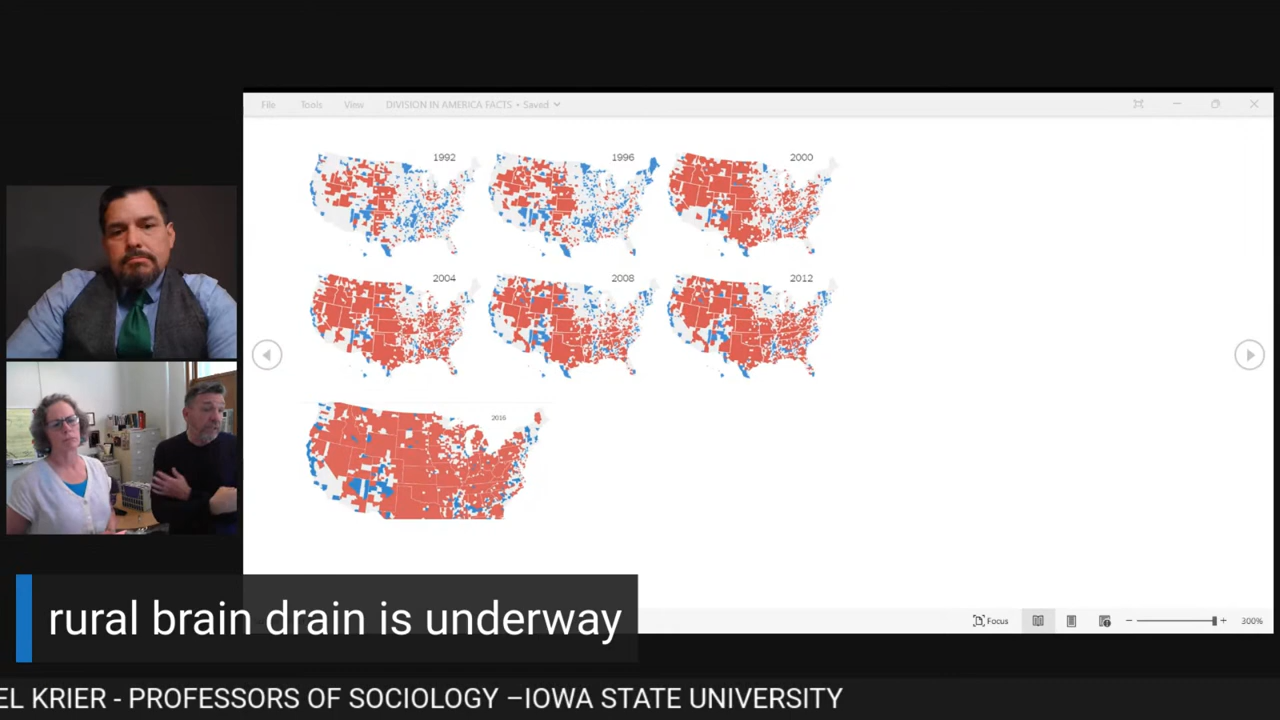 File Tools View DIVISION IN AMERICA FACTS • Saved
1992 1996 2000
2004 2008 2012
2016
rural brain drain is underway
Focus 300%
EL KRIER - PROFESSORS OF SOCIOLOGY –IOWA STATE UNIVERSITY